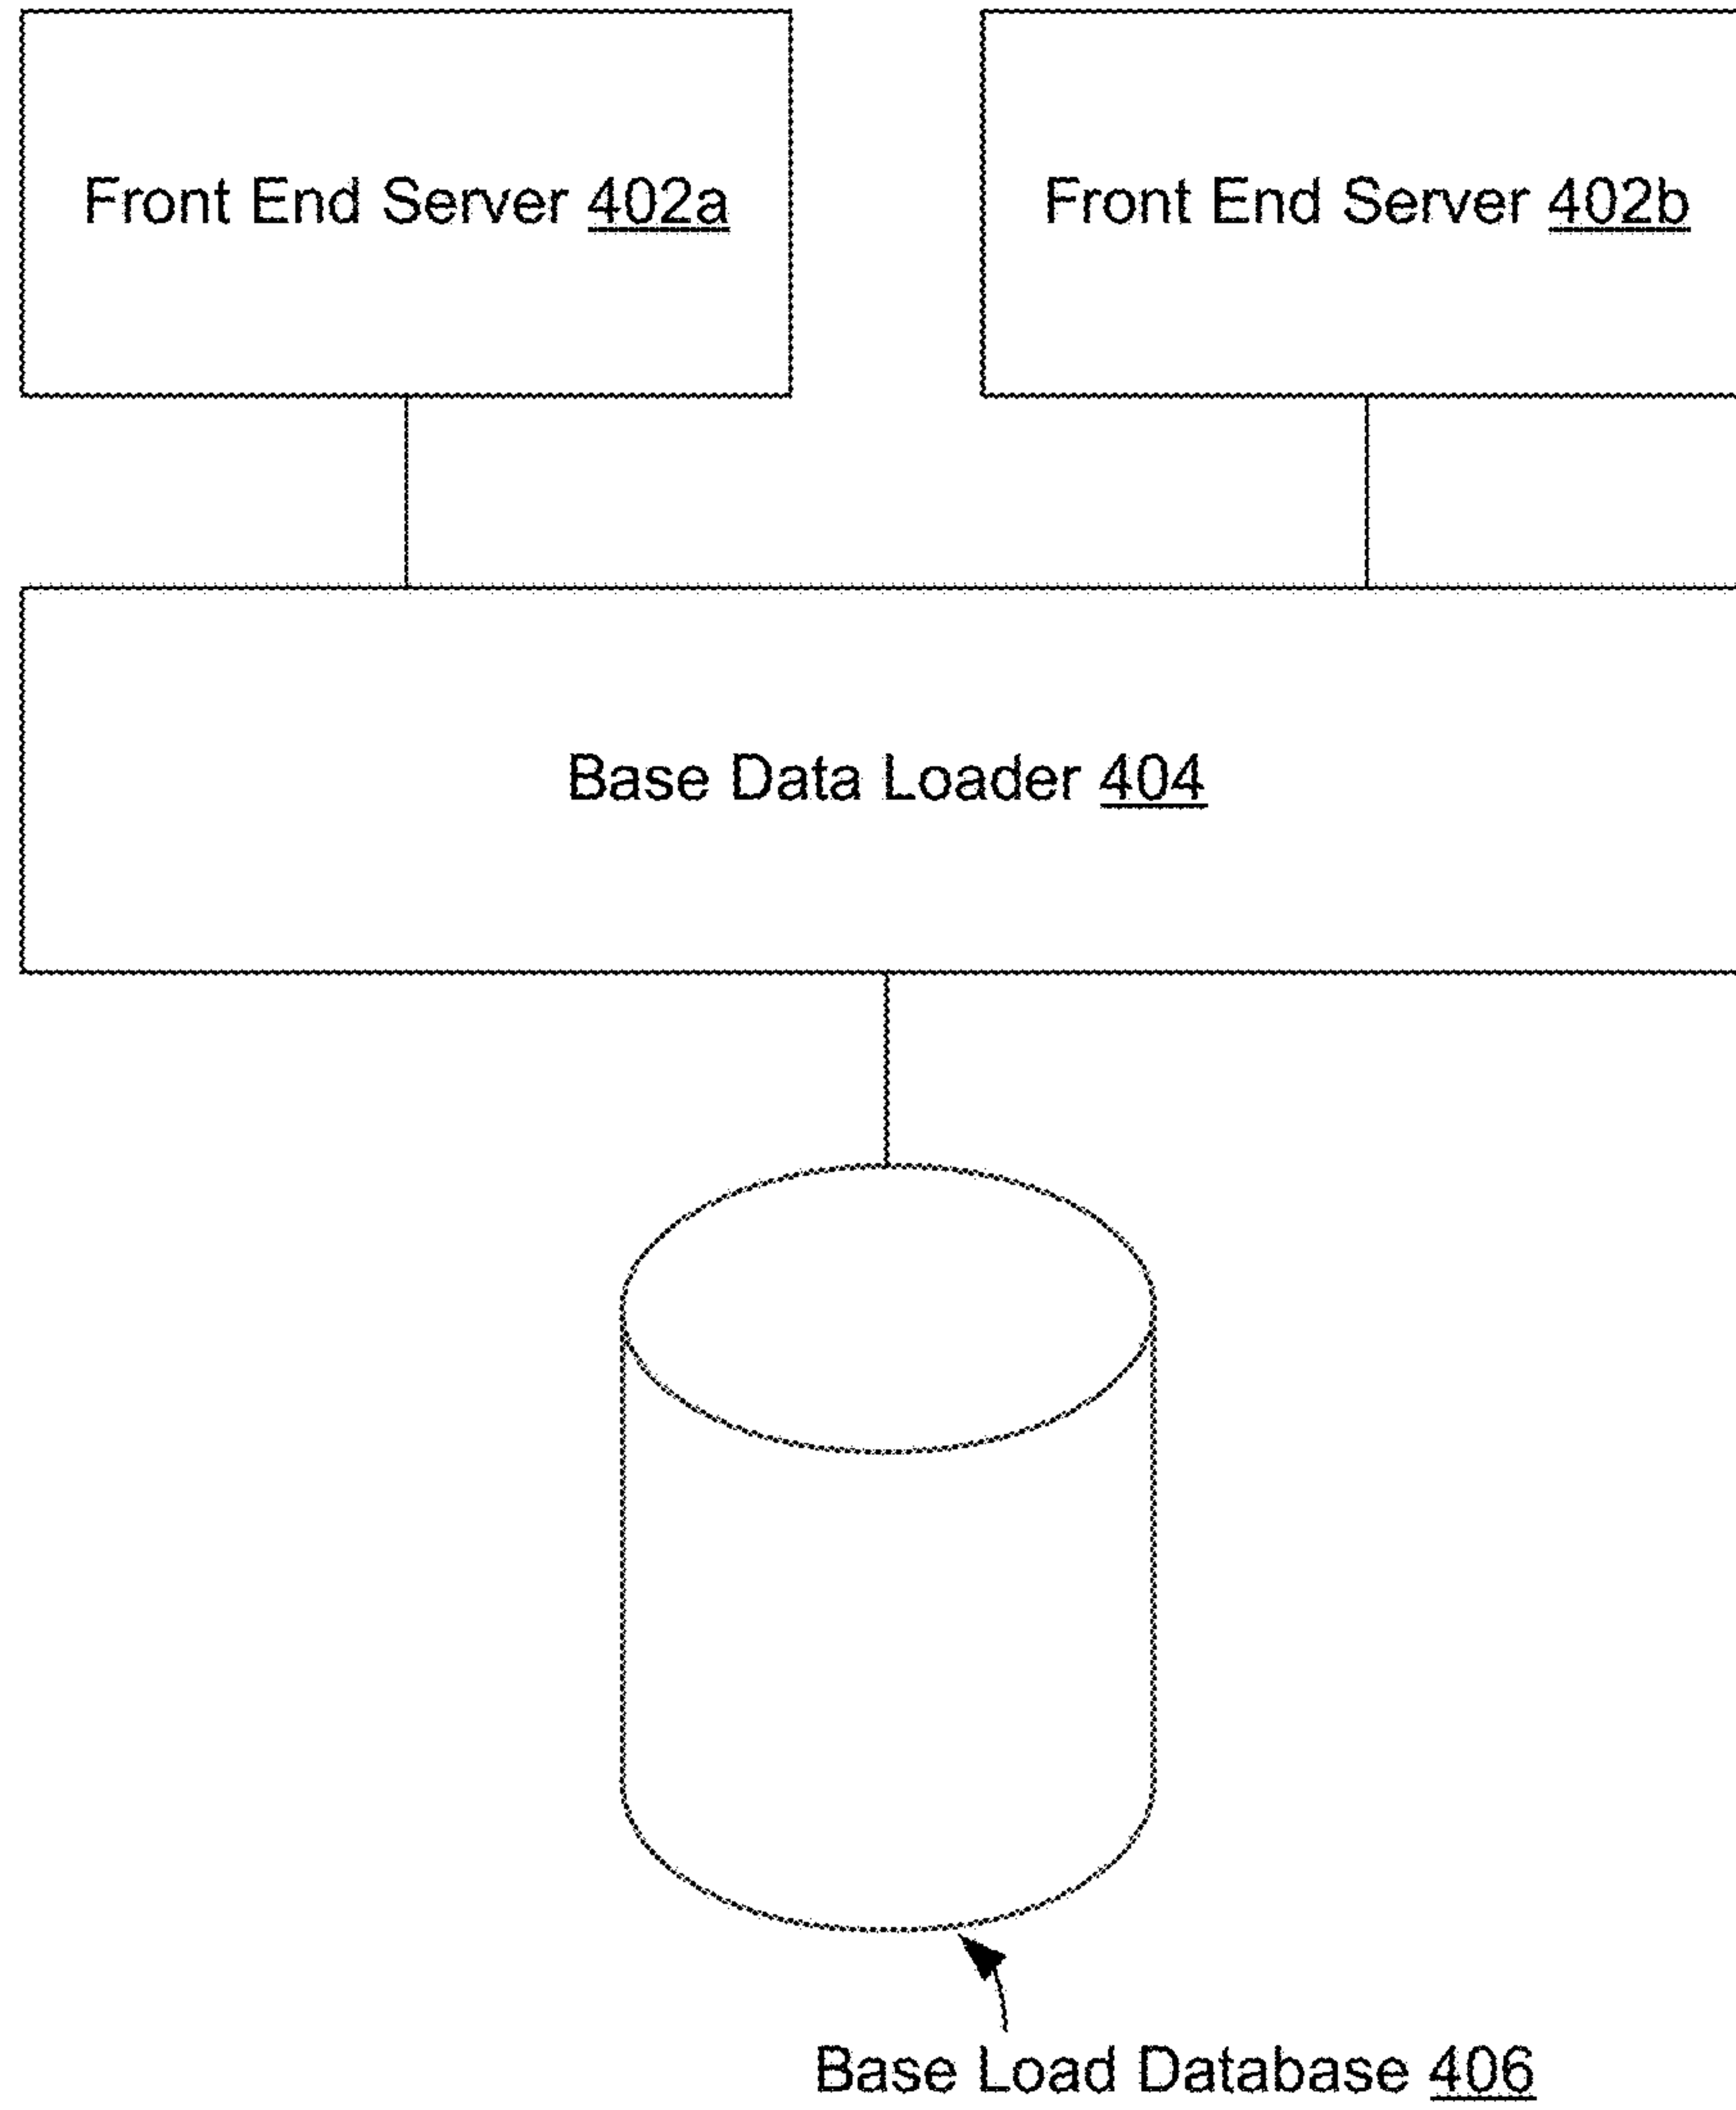 Front End Server 402a
Front End Server 402b
Base Data Loader 404
Base Load Database 406